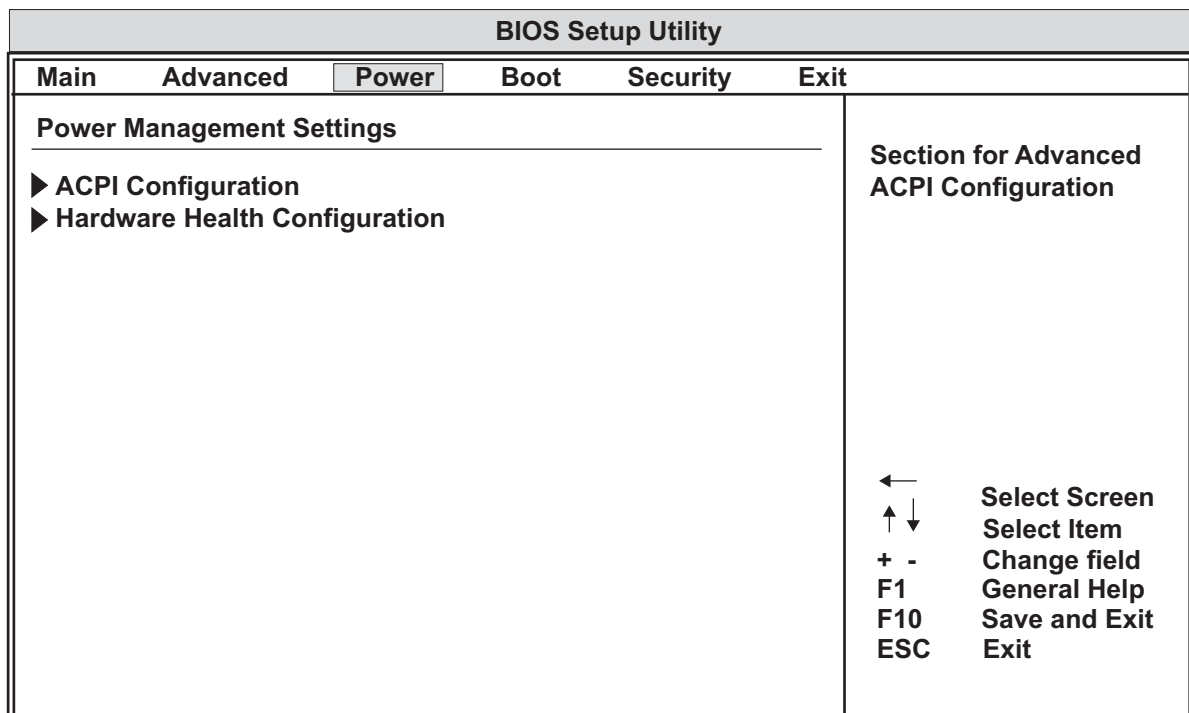 BIOS Setup Utility
Main Advanced Power Boot Security Exit
Power Management Settings
ACPI Configuration
Hardware Health Configuration
Section for Advanced
ACPI Configuration
← Select Screen
↑↓ Select Item
+ - Change field
F1 General Help
F10 Save and Exit
ESC Exit